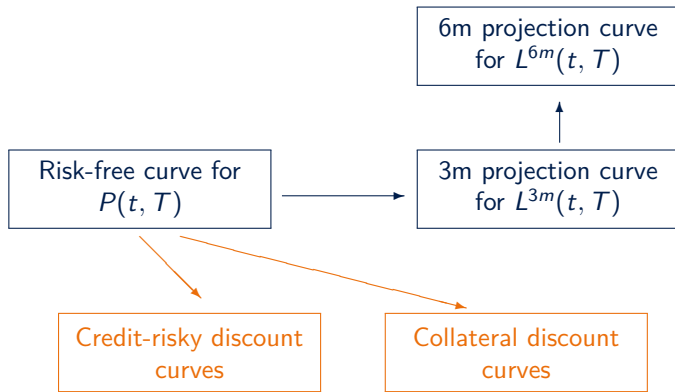 6m projection curve
for L^{6m}(t, T)
Risk-free curve for
P(t, T)
3m projection curve
for L^{3m}(t, T)
Credit-risky discount
curves
Collateral discount
curves